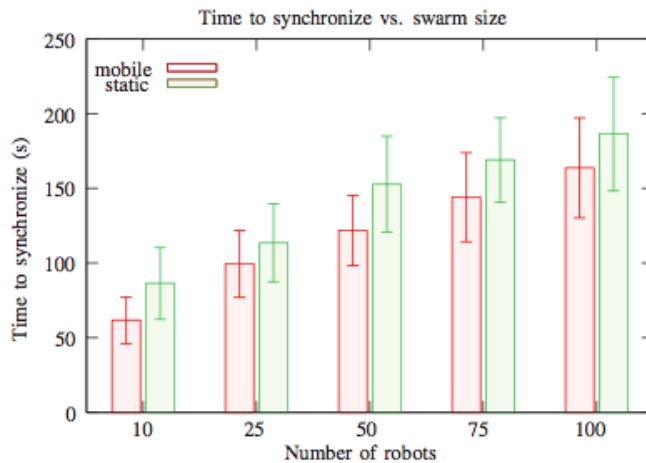 Time to synchronize vs. swarm size
250
200
150
100
50
0
Time to synchronize (s)
mobile
static
10 25 50 75 100
Number of robots